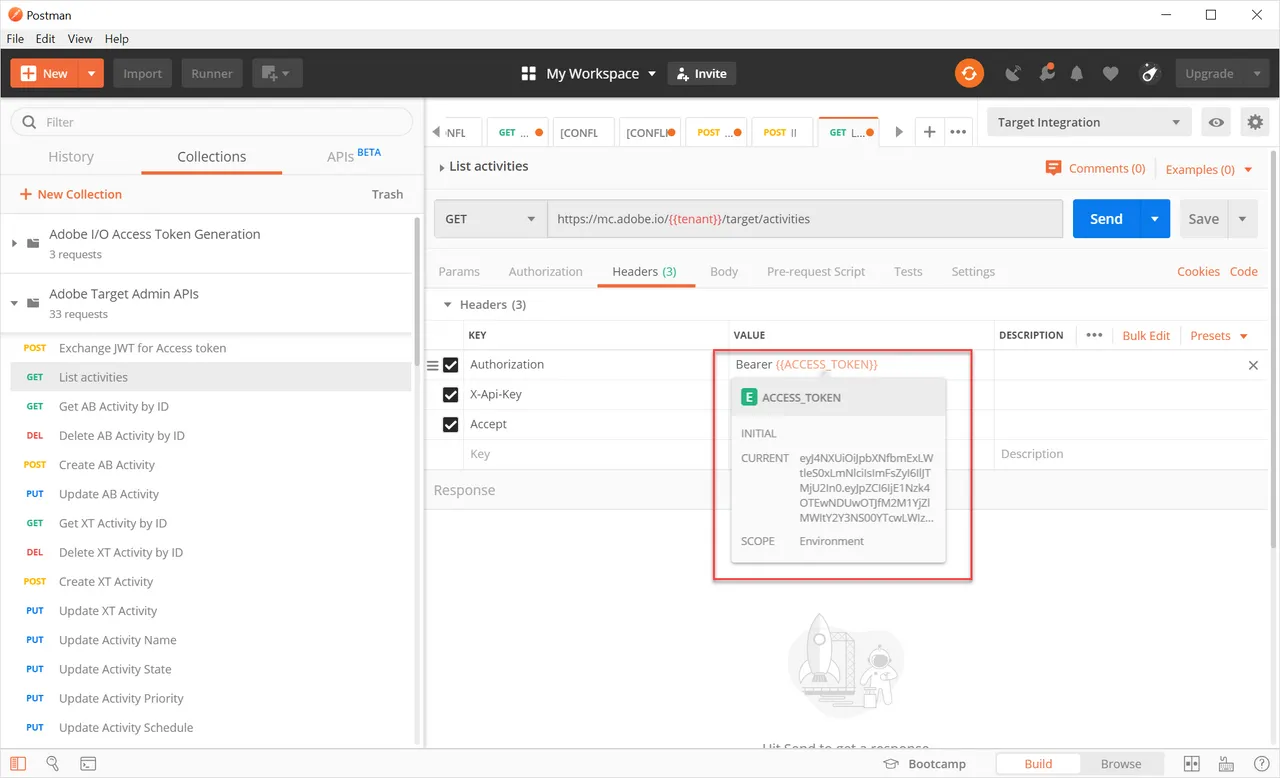 Postman
File Edit View Help
New Import Runner My Workspace Invite Upgrade
Filter
History Collections APIs BETA
New Collection Trash
Adobe I/O Access Token Generation
3 requests
Adobe Target Admin APIs
33 requests
POST Exchange JWT for Access token
GET List activities
GET Get AB Activity by ID
DEL Delete AB Activity by ID
POST Create AB Activity
PUT Update AB Activity
GET Get XT Activity by ID
DEL Delete XT Activity by ID
POST Create XT Activity
PUT Update XT Activity
PUT Update Activity Name
PUT Update Activity State
PUT Update Activity Priority
PUT Update Activity Schedule
NFL GET ... [CONFL [CONFLI POST ... POST II GET L...
Target Integration
List activities
Comments (0) Examples (0)
GET https://mc.adobe.io/{{tenant}}/target/activities Send Save
Params Authorization Headers (3) Body Pre-request Script Tests Settings Cookies Code
Headers (3)
KEY VALUE DESCRIPTION ••• Bulk Edit Presets
Authorization Bearer {{ACCESS_TOKEN}}
X-Api-Key
Accept
Key Description
E ACCESS_TOKEN
INITIAL
CURRENT
SCOPE Environment
Response
Hit Send to get a response
Bootcamp Build Browse